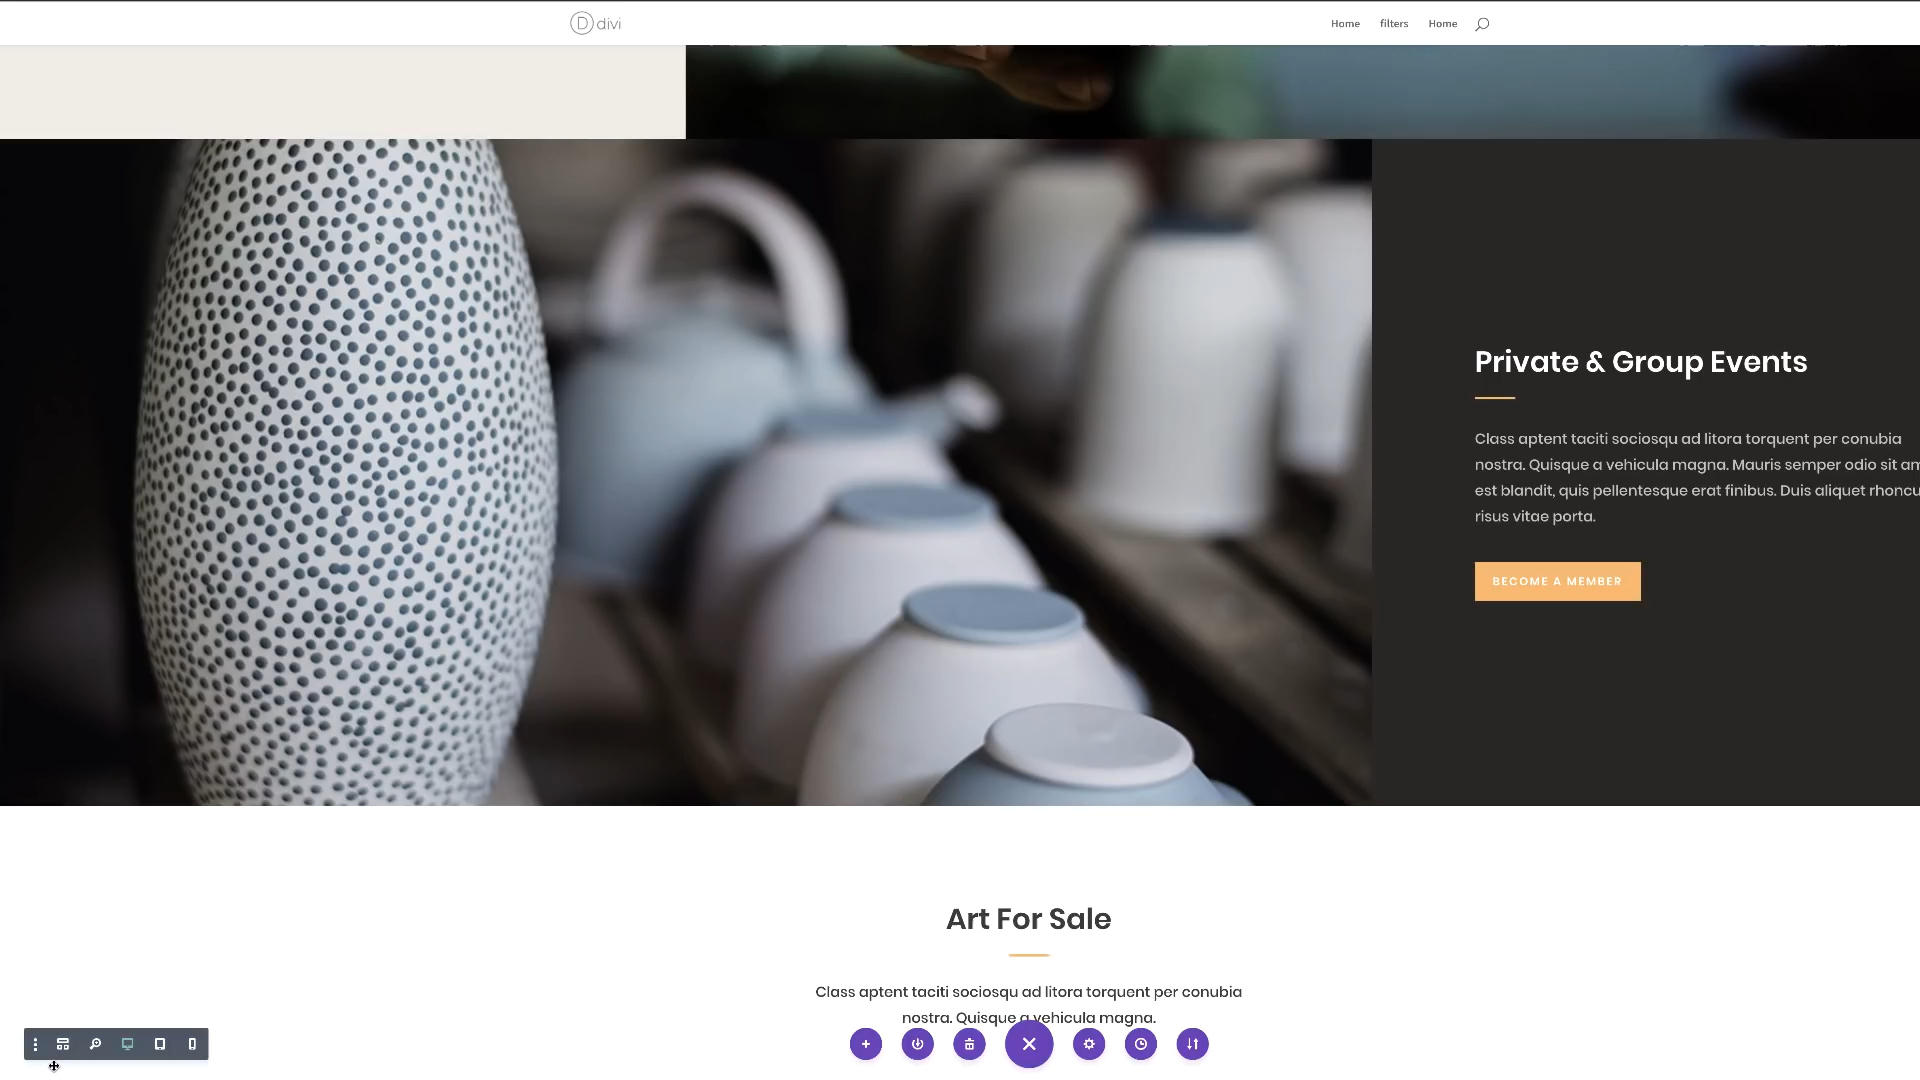 divi
Home filters Home
Private & Group Events
Class aptent taciti sociosqu ad litora torquent per conubia
nostra. Quisque a vehicula magna. Mauris semper odio sit am
est blandit, quis pellentesque erat finibus. Duis aliquet rhoncu
risus vitae porta.
BECOME A MEMBER
Art For Sale
Class aptent taciti sociosqu ad litora torquent per conubia
nostra. Quisque a vehicula magna.